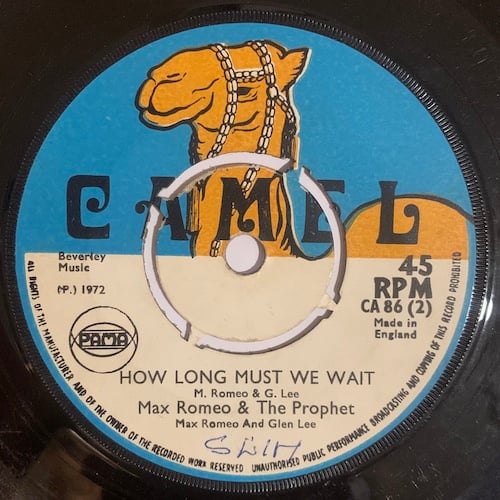 CAMEL
Beverley
Music
(P.) 1972
45
RPM
CA 86 (2)
Made in
England
PAMA
HOW LONG MUST WE WAIT
M. Romeo & G. Lee
Max Romeo & The Prophet
Max Romeo And Glen Lee
ALL RIGHTS OF THE MANUFACTURER AND OF THE OWNER OF THE RECORDED WORK RESERVED UNAUTHORISED PUBLIC PERFORMANCE BROADCASTING AND COPYING OF THIS RECORD PROHIBITED